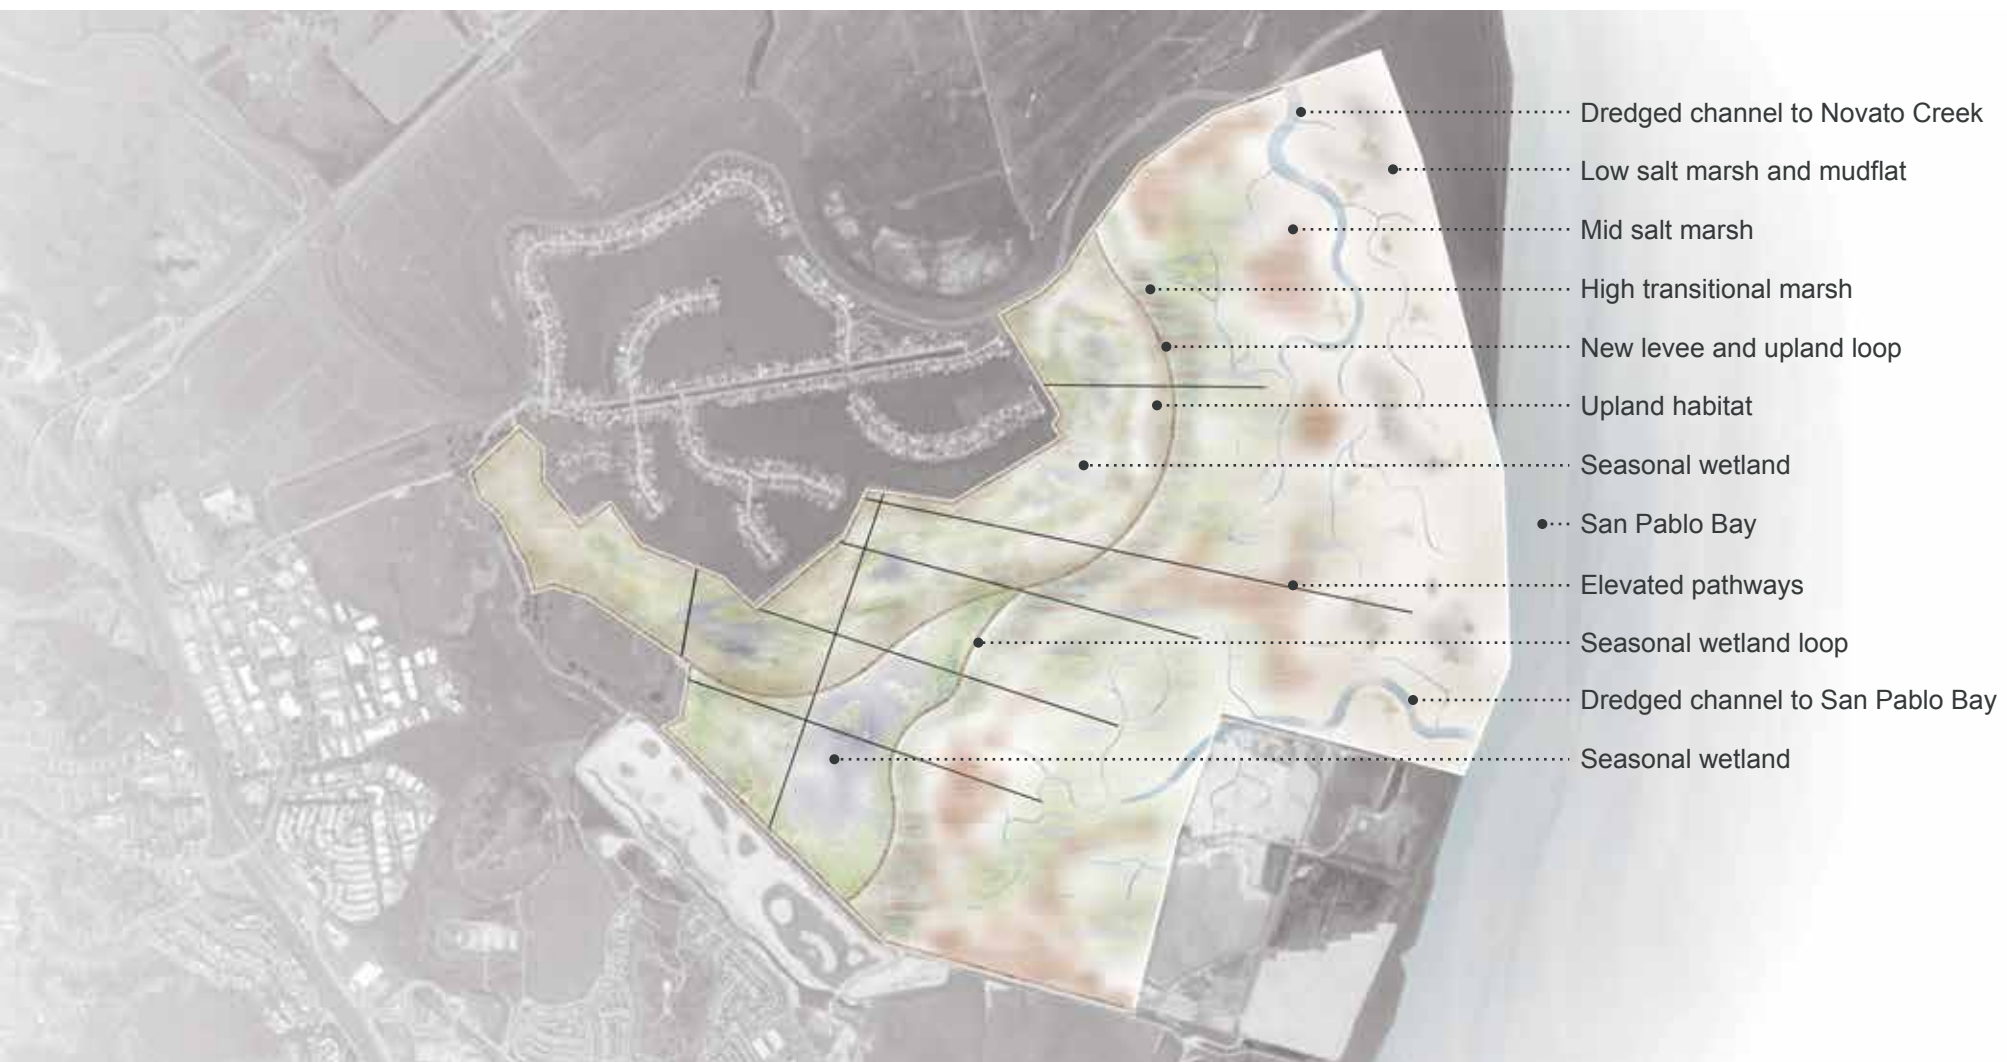 Dredged channel to Novato Creek
Low salt marsh and mudflat
Mid salt marsh
High transitional marsh
New levee and upland loop
Upland habitat
Seasonal wetland
San Pablo Bay
Elevated pathways
Seasonal wetland loop
Dredged channel to San Pablo Bay
Seasonal wetland